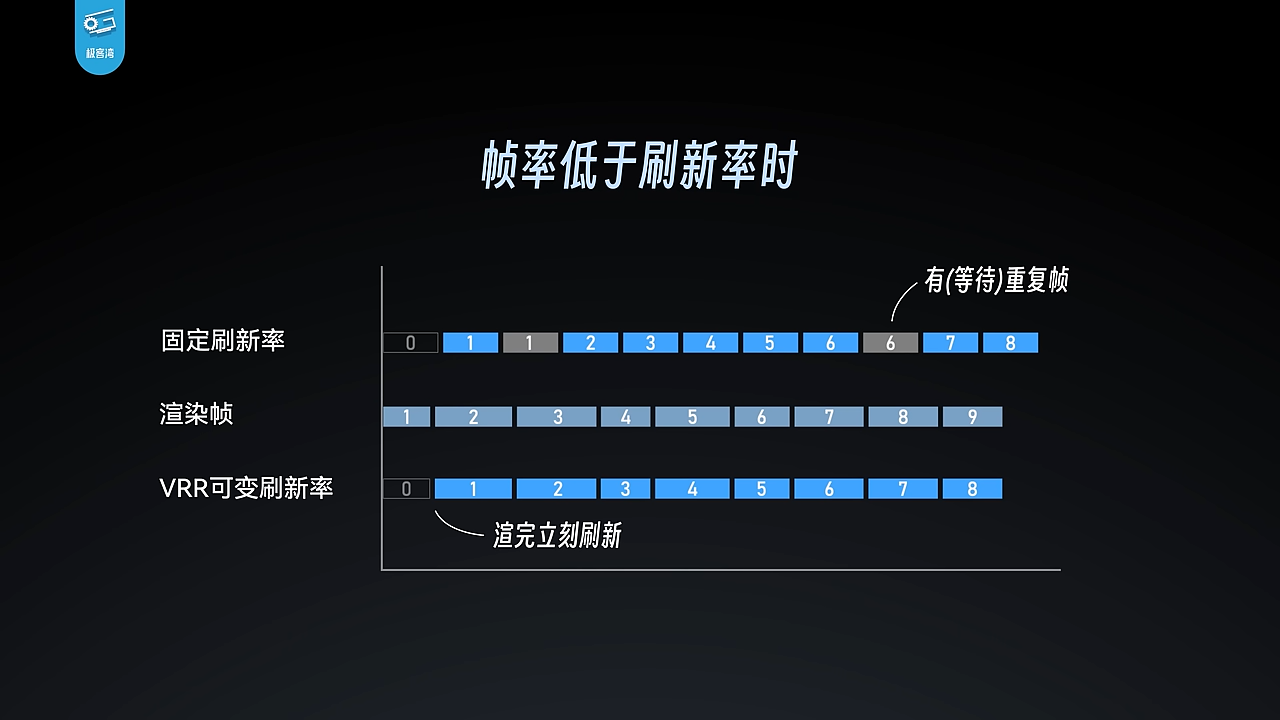 极客湾
帧率低于刷新率时
有(等待)重复帧
固定刷新率 0 1 1 2 3 4 5 6 6 7 8
渲染帧 1 2 3 4 5 6 7 8 9
VRR可变刷新率 0 1 2 3 4 5 6 7 8
渲完立刻刷新